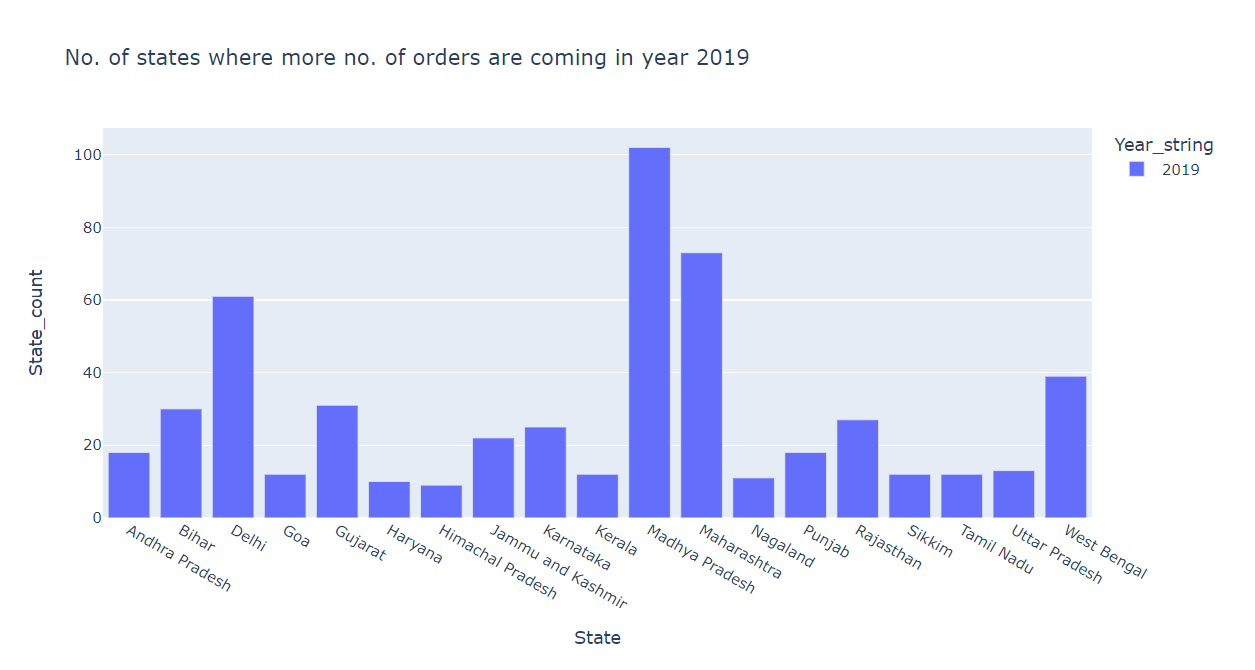 No. of states where more no. of orders are coming in year 2019
Year_string
2019
State_count
100
80
60
40
20
0
Andhra Pradesh
Bihar
Delhi
Goa
Gujarat
Haryana
Himachal Pradesh
Jammu and Kashmir
Karnataka
Kerala
Madhya Pradesh
Maharashtra
Nagaland
Punjab
Rajasthan
Sikkim
Tamil Nadu
Uttar Pradesh
West Bengal
State